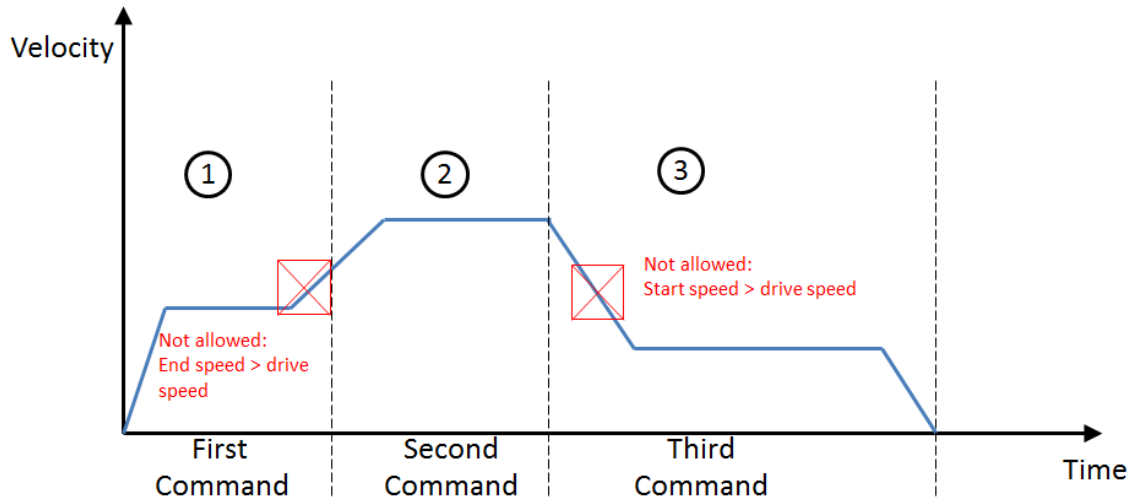 Velocity
1
2
3
Not allowed:
Start speed > drive speed
Not allowed:
End speed > drive
speed
First
Command
Second
Command
Third
Command
Time